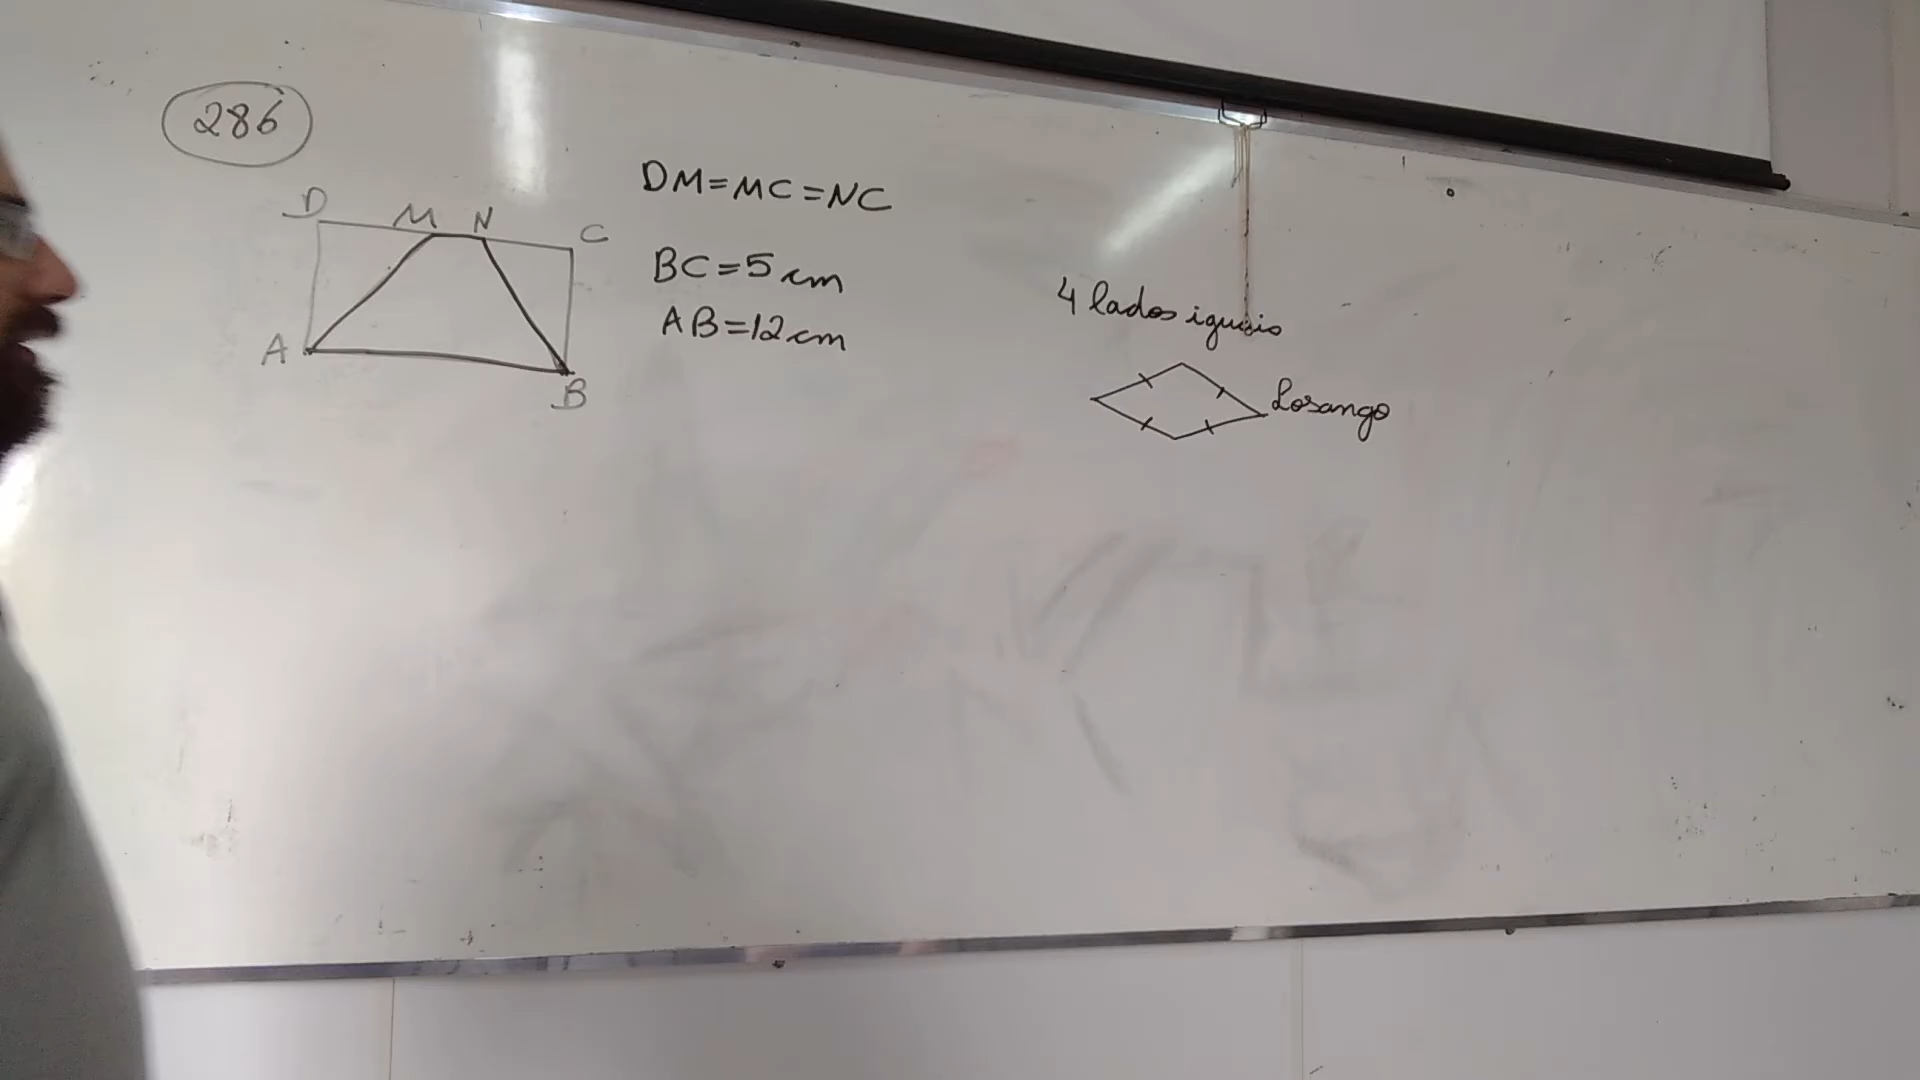 286
D M N C
A B
DM=MC=NC
BC=5cm
AB=12cm
4 lados iguais
Losango